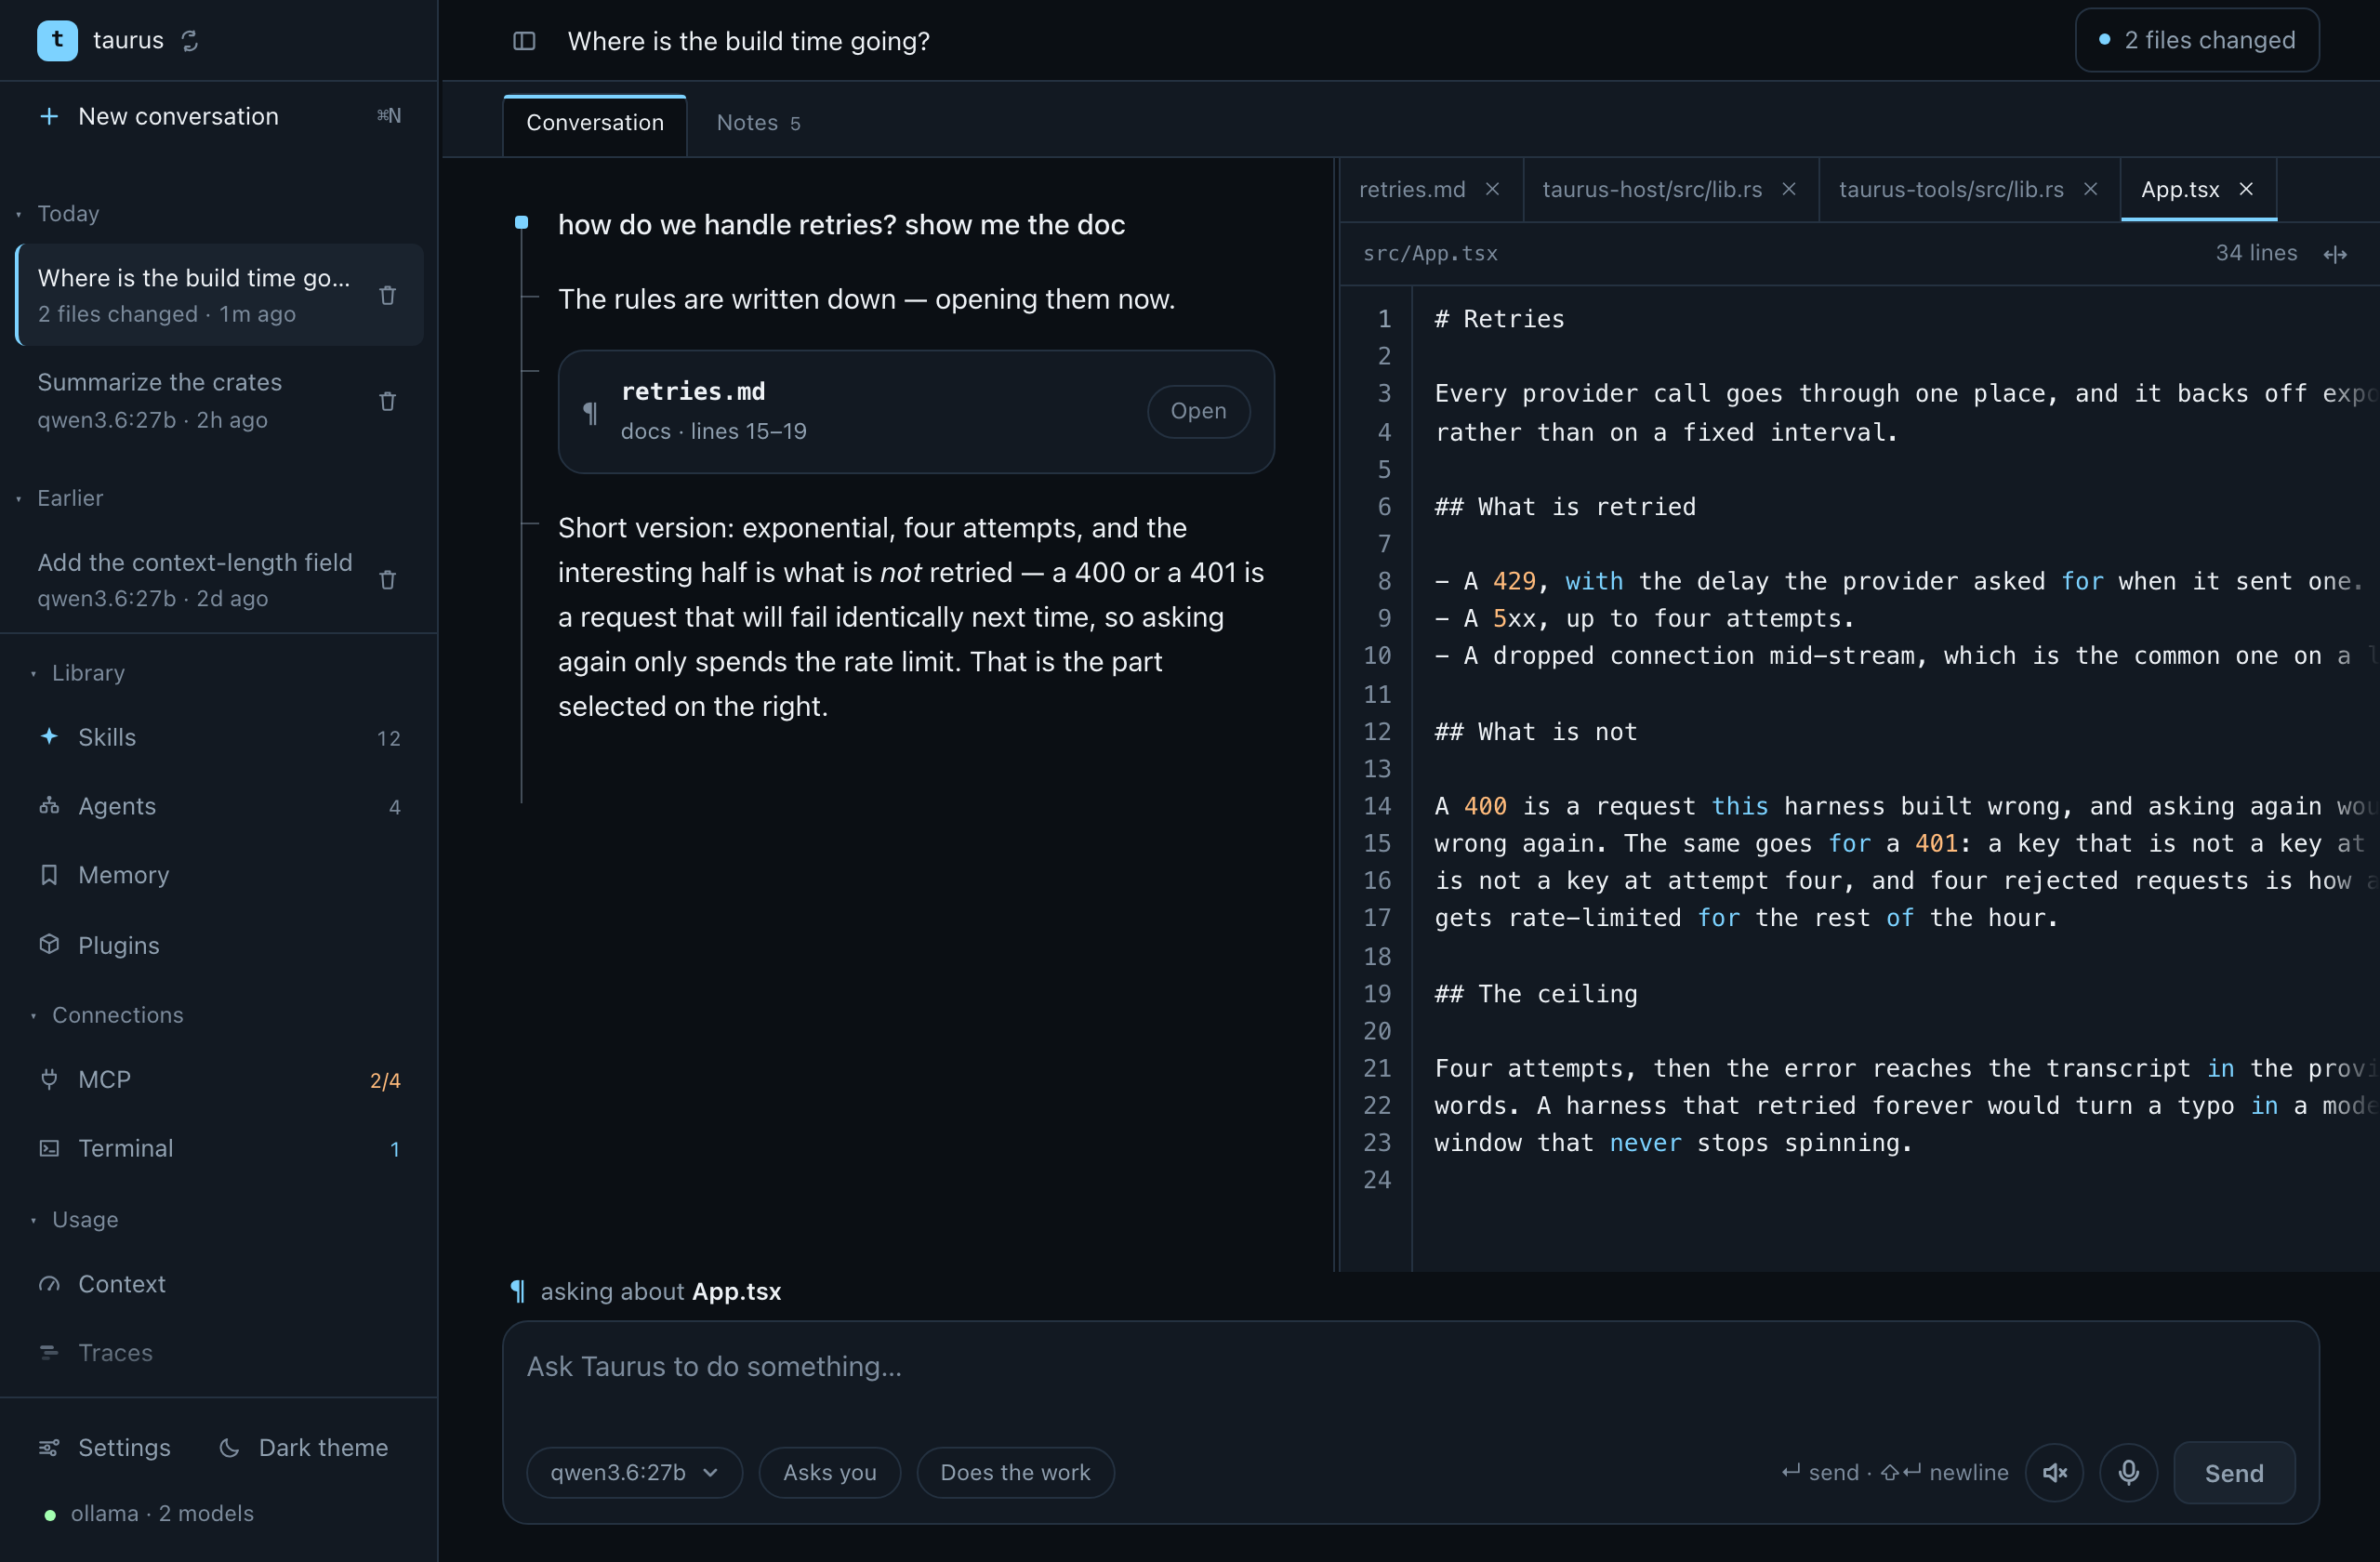 t taurus
New conversation ⌘N
Today
Where is the build time go...
2 files changed · 1m ago
Summarize the crates
qwen3.6:27b · 2h ago
Earlier
Add the context-length field
qwen3.6:27b · 2d ago
Library
Skills 12
Agents 4
Memory
Plugins
Connections
MCP 2/4
Terminal 1
Usage
Context
Traces
Settings Dark theme
ollama · 2 models
Where is the build time going?
2 files changed
Conversation Notes 5
how do we handle retries? show me the doc
The rules are written down — opening them now.
¶ retries.md
docs · lines 15–19
Open
Short version: exponential, four attempts, and the
interesting half is what is not retried — a 400 or a 401 is
a request that will fail identically next time, so asking
again only spends the rate limit. That is the part
selected on the right.
retries.md taurus-host/src/lib.rs taurus-tools/src/lib.rs App.tsx
src/App.tsx 34 lines
1 # Retries
2
3 Every provider call goes through one place, and it backs off expo
4 rather than on a fixed interval.
5
6 ## What is retried
7
8 - A 429, with the delay the provider asked for when it sent one.
9 - A 5xx, up to four attempts.
10 - A dropped connection mid-stream, which is the common one on a
11
12 ## What is not
13
14 A 400 is a request this harness built wrong, and asking again wou
15 wrong again. The same goes for a 401: a key that is not a key at
16 is not a key at attempt four, and four rejected requests is how a
17 gets rate-limited for the rest of the hour.
18
19 ## The ceiling
20
21 Four attempts, then the error reaches the transcript in the provi
22 words. A harness that retried forever would turn a typo in a mode
23 window that never stops spinning.
24
¶ asking about App.tsx
Ask Taurus to do something...
qwen3.6:27b Asks you Does the work
↵ send · ⇧↵ newline Send